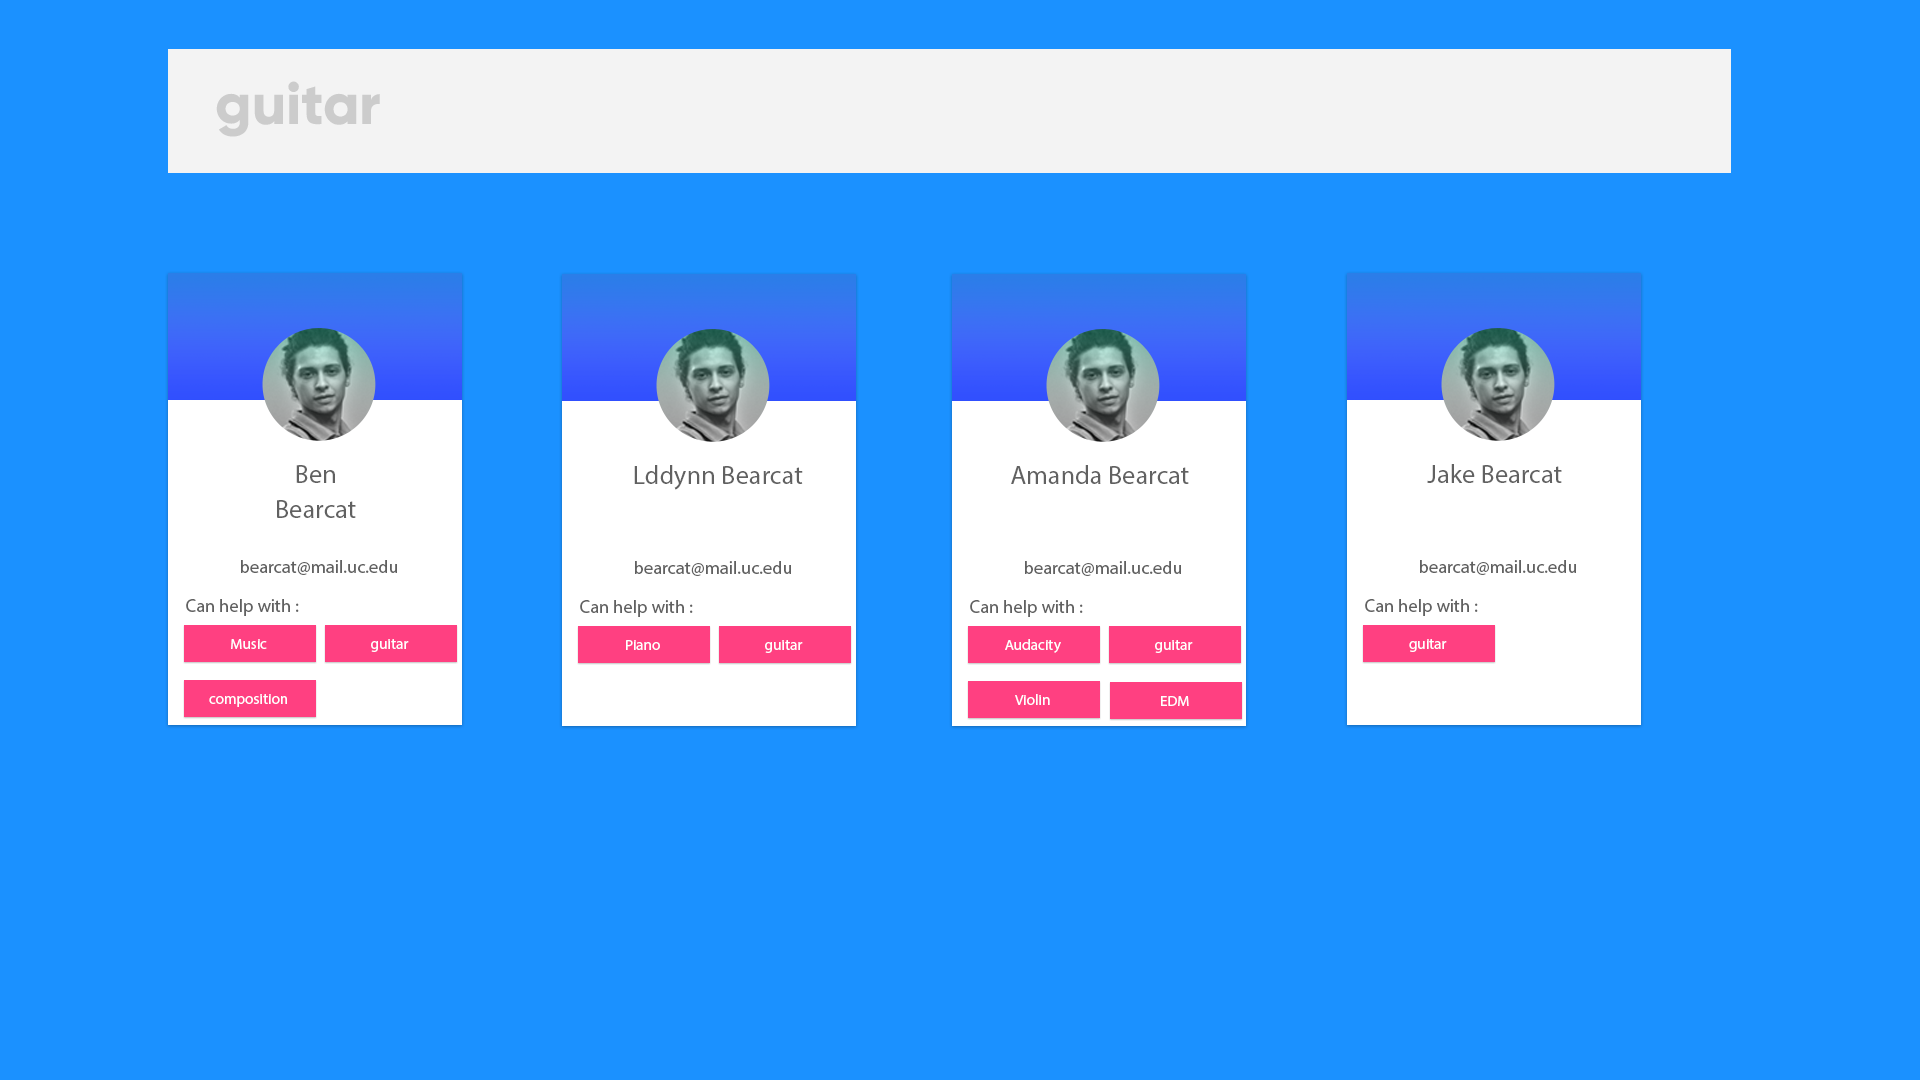 guitar
Ben
Bearcat
bearcat@mail.uc.edu
Can help with :
Music
guitar
composition
Lddynn Bearcat
bearcat@mail.uc.edu
Can help with :
Piano
guitar
Amanda Bearcat
bearcat@mail.uc.edu
Can help with :
Audacity
guitar
Violin
EDM
Jake Bearcat
bearcat@mail.uc.edu
Can help with :
guitar